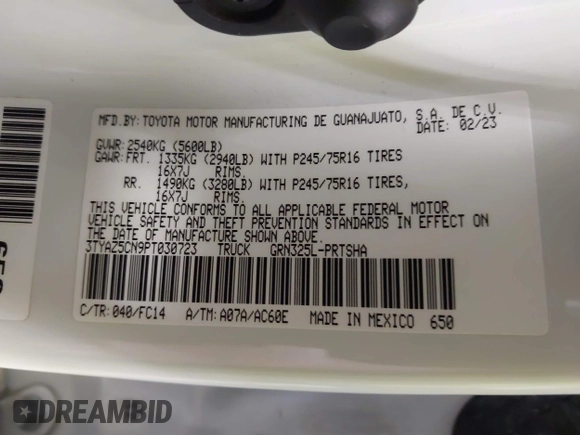 MFD.BY:TOYOTA MOTOR MANUFACTURING DE GUANAJUATO, S.A. DE C.V.
DATE: 02/23
GVWR:2540KG (5600LB)
GAWR:FRT. 1335KG (2940LB) WITH P245/75R16 TIRES
16X7J RIMS.
RR. 1490KG (3280LB) WITH P245/75R16 TIRES,
16X7J RIMS.
THIS VEHICLE CONFORMS TO ALL APPLICABLE FEDERAL MOTOR
VEHICLE SAFETY AND THEFT PREVENTION STANDARDS IN EFFECT ON
THE DATE OF MANUFACTURE SHOWN ABOVE.
3TYAZ5CN9PT030723 TRUCK GRN325L-PRTSHA
C/TR:040/FC14 A/TM:A07A/AC60E MADE IN MEXICO 650
DREAMBID